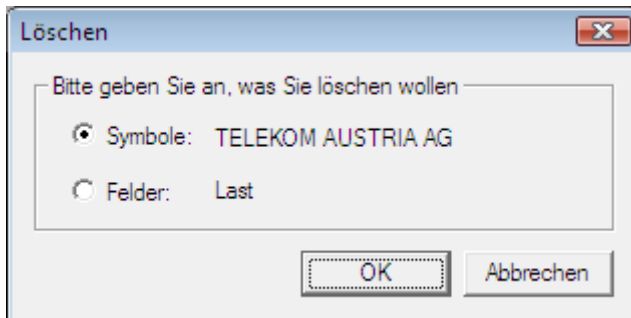 Löschen
Bitte geben Sie an, was Sie löschen wollen
Symbole: TELEKOM AUSTRIA AG
Felder: Last
OK Abbrechen